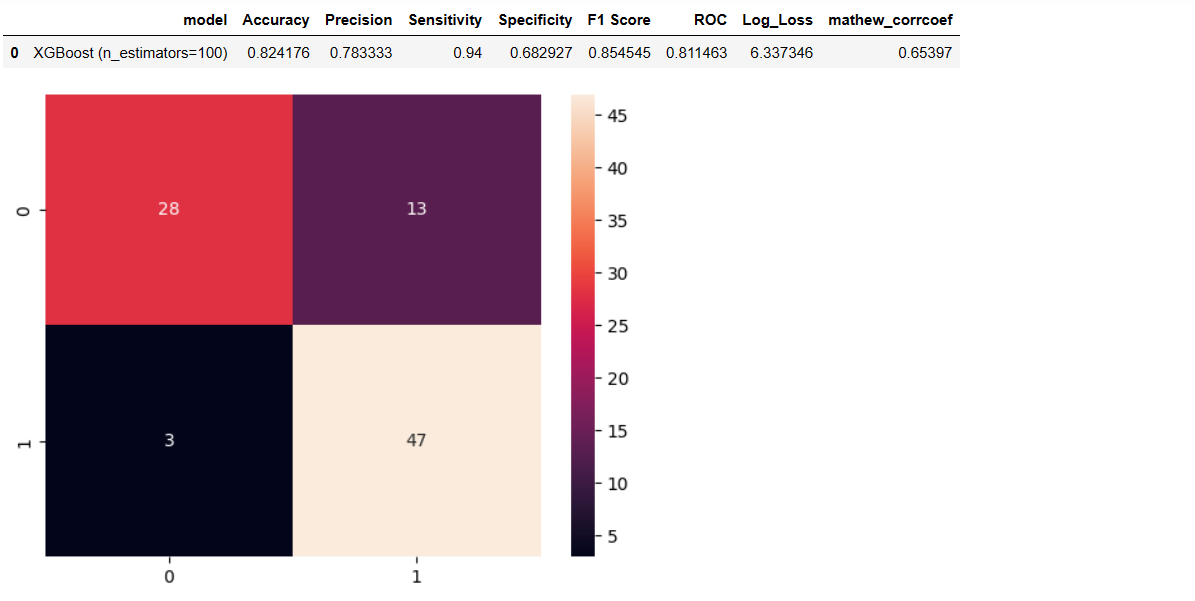 model Accuracy Precision Sensitivity Specificity F1 Score ROC Log_Loss mathew_corrcoef
0 XGBoost (n_estimators=100) 0.824176 0.783333 0.94 0.682927 0.854545 0.811463 6.337346 0.65397
45
40
35
30
25
20
15
10
5
0 28 13
1 3 47
0 1